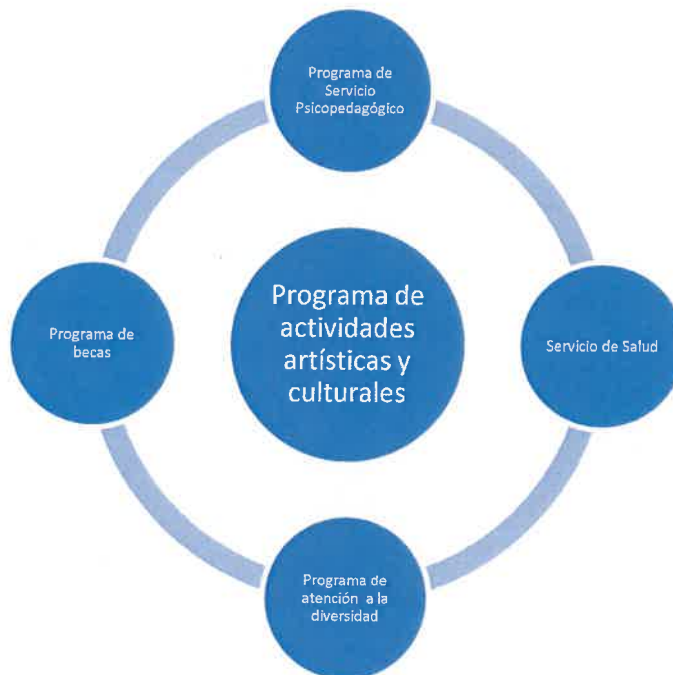 Programa de
Servicio
Psicopedagógico
Programa de
becas
Programa de
actividades
artísticas y
culturales
Servicio de Salud
Programa de
atención a la
diversidad